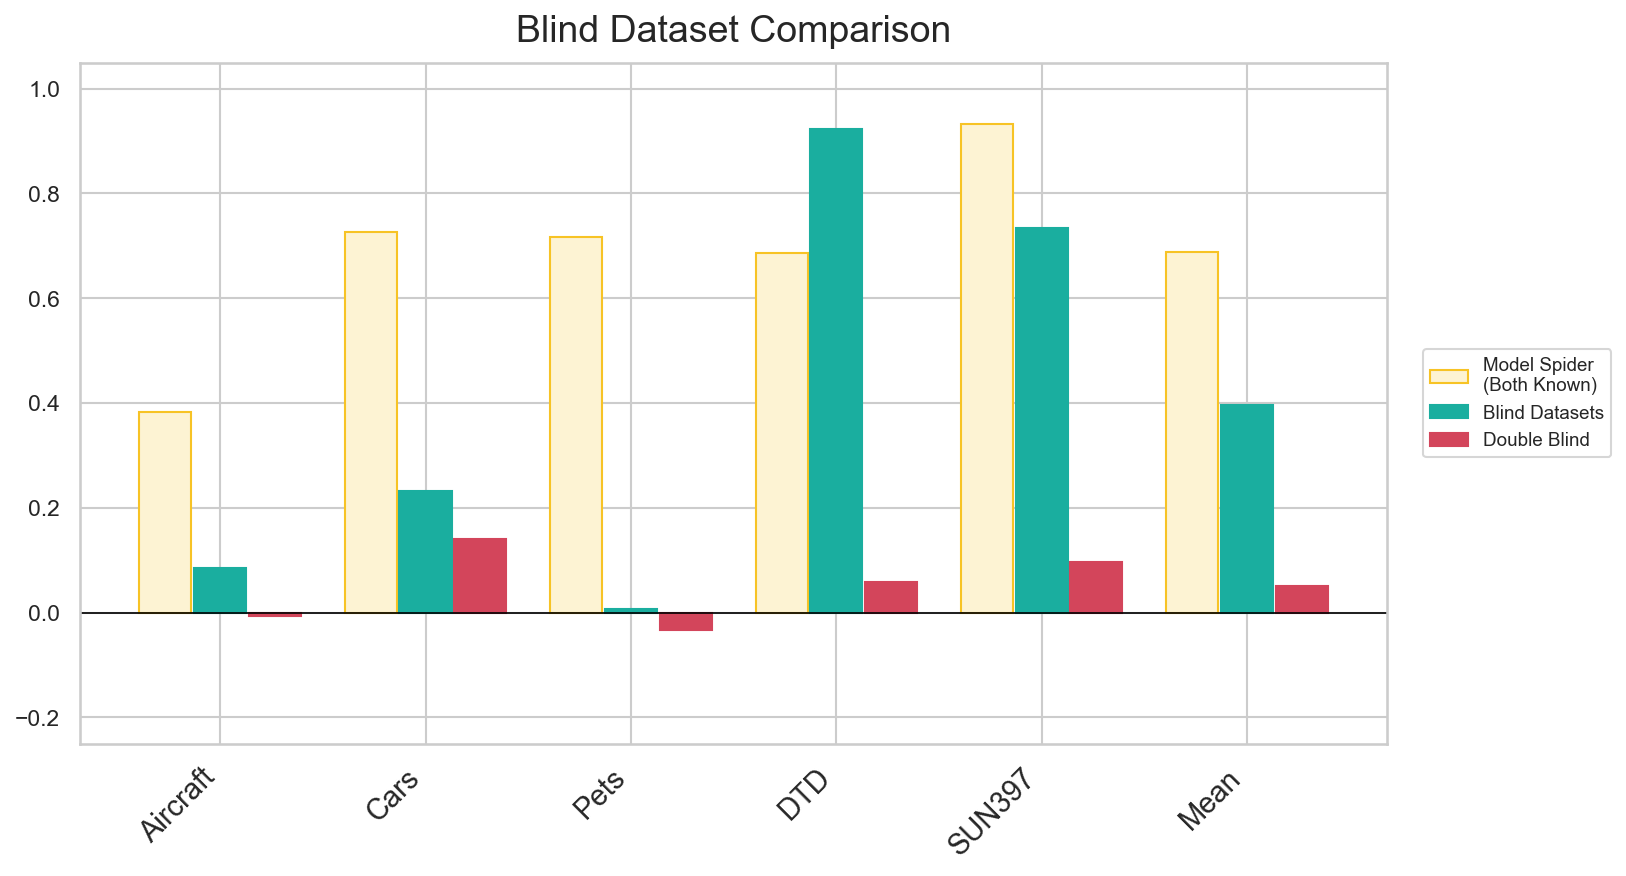 Blind Dataset Comparison
1.0
0.8
0.6
0.4
0.2
0.0
−0.2
Aircraft
Cars
Pets
DTD
SUN397
Mean
Model Spider
(Both Known)
Blind Datasets
Double Blind